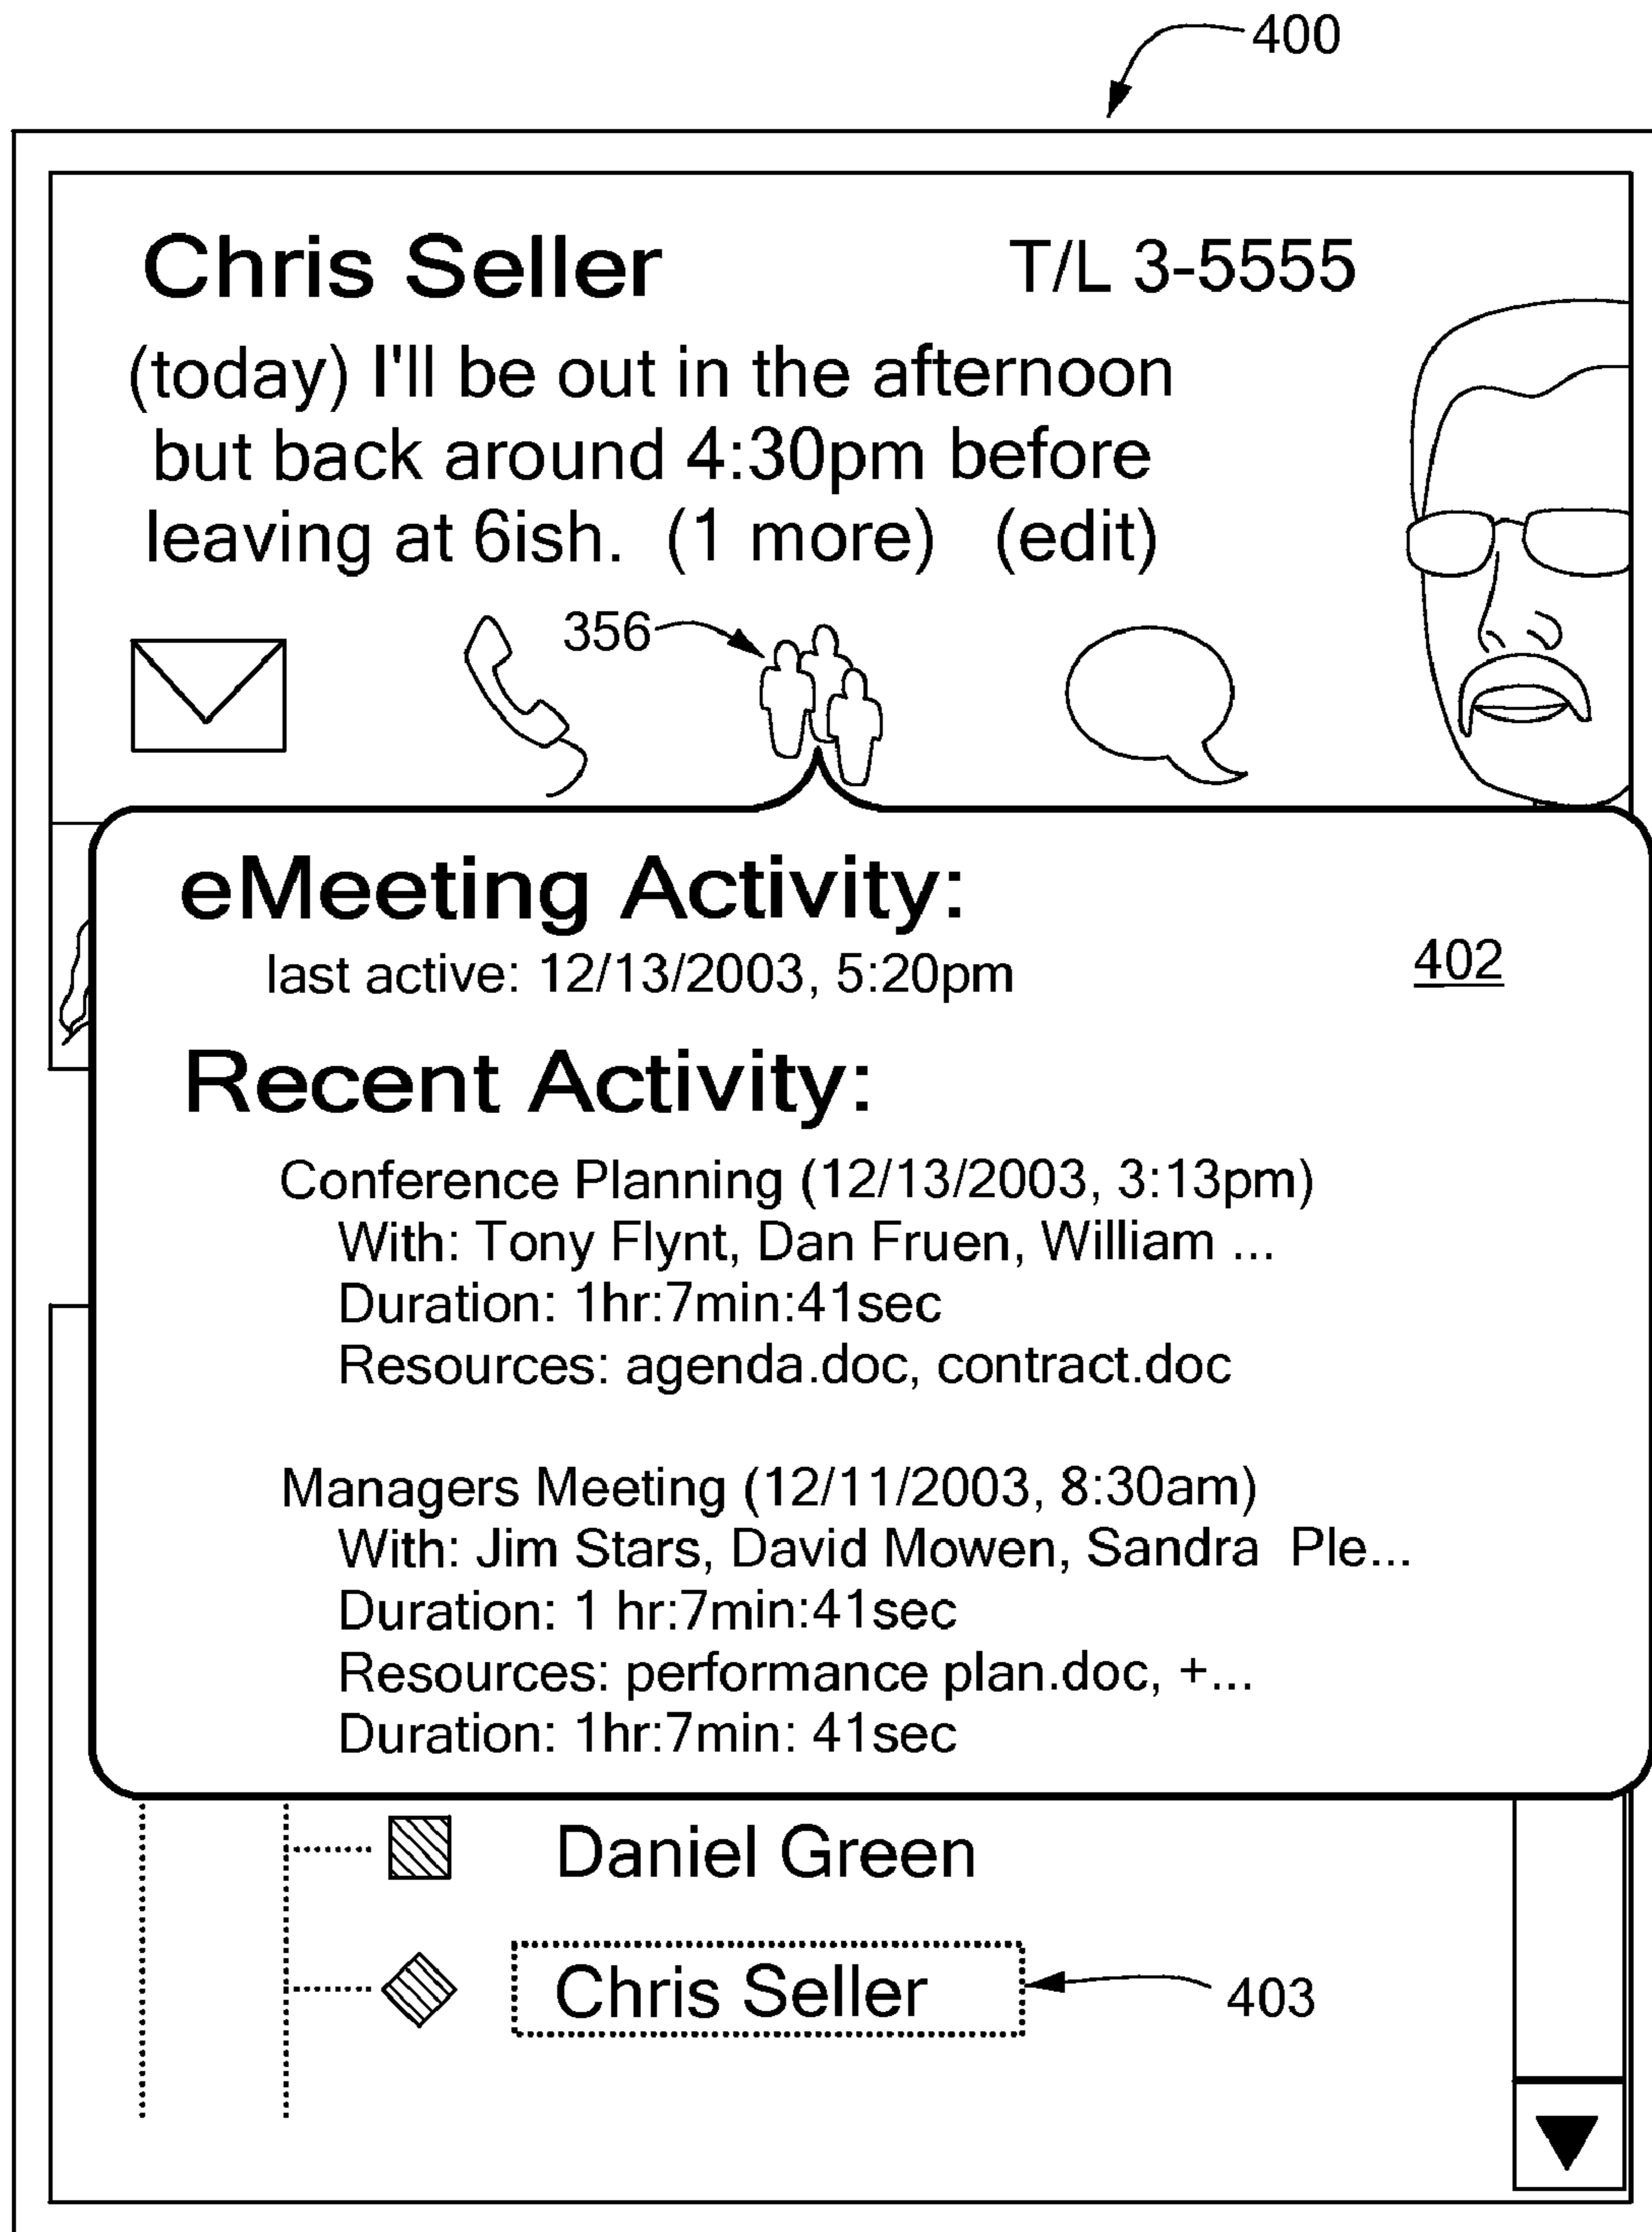 400
Chris Seller T/L 3-5555
(today) I'll be out in the afternoon
but back around 4:30pm before
leaving at 6ish. (1 more) (edit)
356
eMeeting Activity:
last active: 12/13/2003, 5:20pm
402
Recent Activity:
Conference Planning (12/13/2003, 3:13pm)
With: Tony Flynt, Dan Fruen, William ...
Duration: 1hr:7min:41sec
Resources: agenda.doc, contract.doc
Managers Meeting (12/11/2003, 8:30am)
With: Jim Stars, David Mowen, Sandra Ple...
Duration: 1 hr:7min:41sec
Resources: performance plan.doc, +...
Duration: 1hr:7min: 41sec
Daniel Green
Chris Seller
403